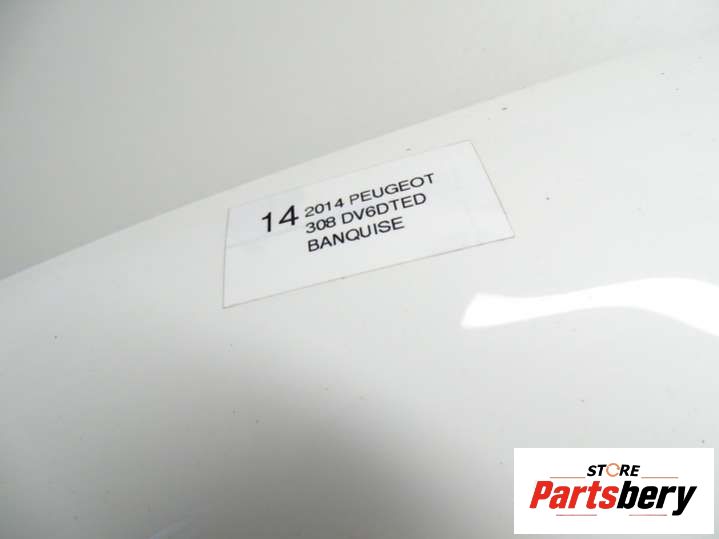 14 2014 PEUGEOT
308 DV6DTED
BANQUISE
STORE
Partsbery